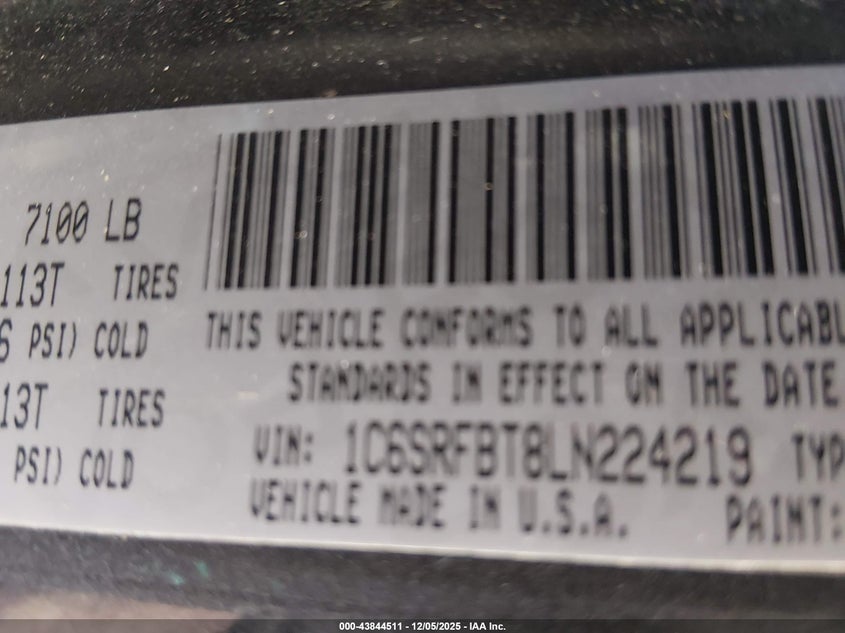 7100 LB
113T TIRES
6 PSI) COLD
13T TIRES
PSI) COLD
THIS VEHICLE CONFORMS TO ALL APPLICABL
STANDARDS IN EFFECT ON THE DATE
VIN: 1C6SRFBT8LN224219 TYP
VEHICLE MADE IN U.S.A. PAINT:
000-43844511 - 12/05/2025 - IAA Inc.